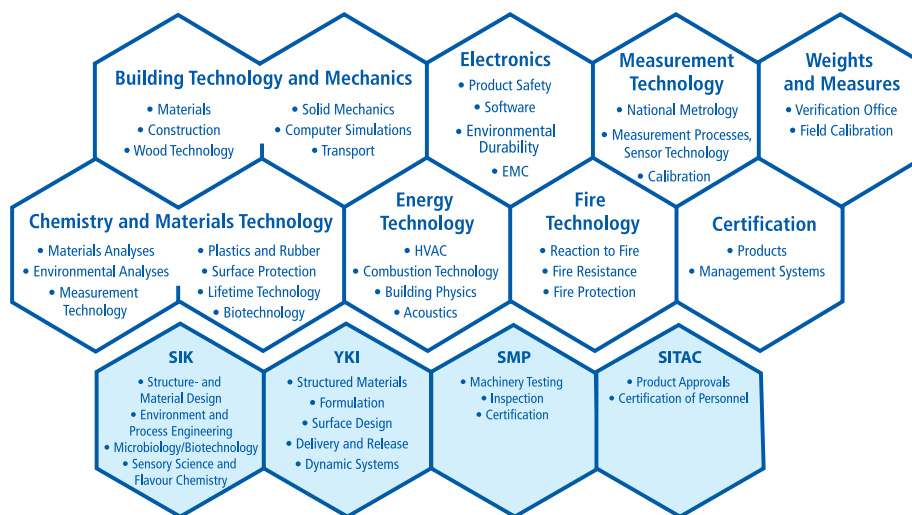 Building Technology and Mechanics
• Materials
• Construction
• Wood Technology
• Solid Mechanics
• Computer Simulations
• Transport
Electronics
• Product Safety
• Software
• Environmental
Durability
• EMC
Measurement
Technology
• National Metrology
• Measurement Processes,
Sensor Technology
• Calibration
Weights
and Measures
• Verification Office
• Field Calibration
Chemistry and Materials Technology
• Materials Analyses
• Environmental Analyses
• Measurement
Technology
• Plastics and Rubber
• Surface Protection
• Lifetime Technology
• Biotechnology
Energy
Technology
• HVAC
• Combustion Technology
• Building Physics
• Acoustics
Fire
Technology
• Reaction to Fire
• Fire Resistance
• Fire Protection
Certification
• Products
• Management Systems
SIK
• Structure- and
Material Design
• Environment and
Process Engineering
• Microbiology/Biotechnology
• Sensory Science and
Flavour Chemistry
YKI
• Structured Materials
• Formulation
• Surface Design
• Delivery and Release
• Dynamic Systems
SMP
• Machinery Testing
• Inspection
• Certification
SITAC
• Product Approvals
• Certification of Personnel